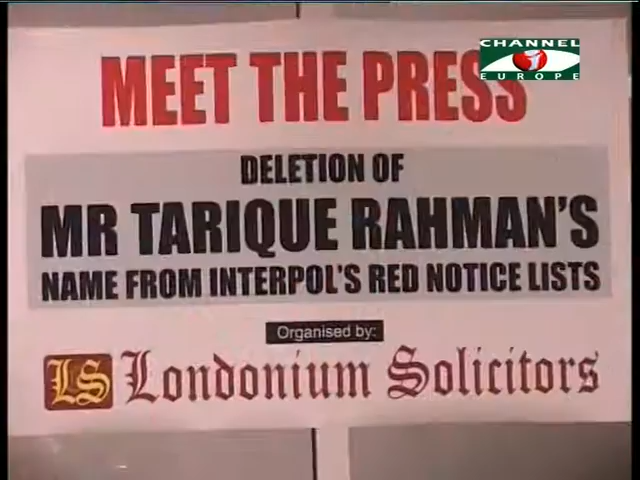 CHANNEL
i
EUROPE
MEET THE PRESS
DELETION OF
MR TARIQUE RAHMAN'S
NAME FROM INTERPOL'S RED NOTICE LISTS
Organised by:
LS Londonium Solicitors